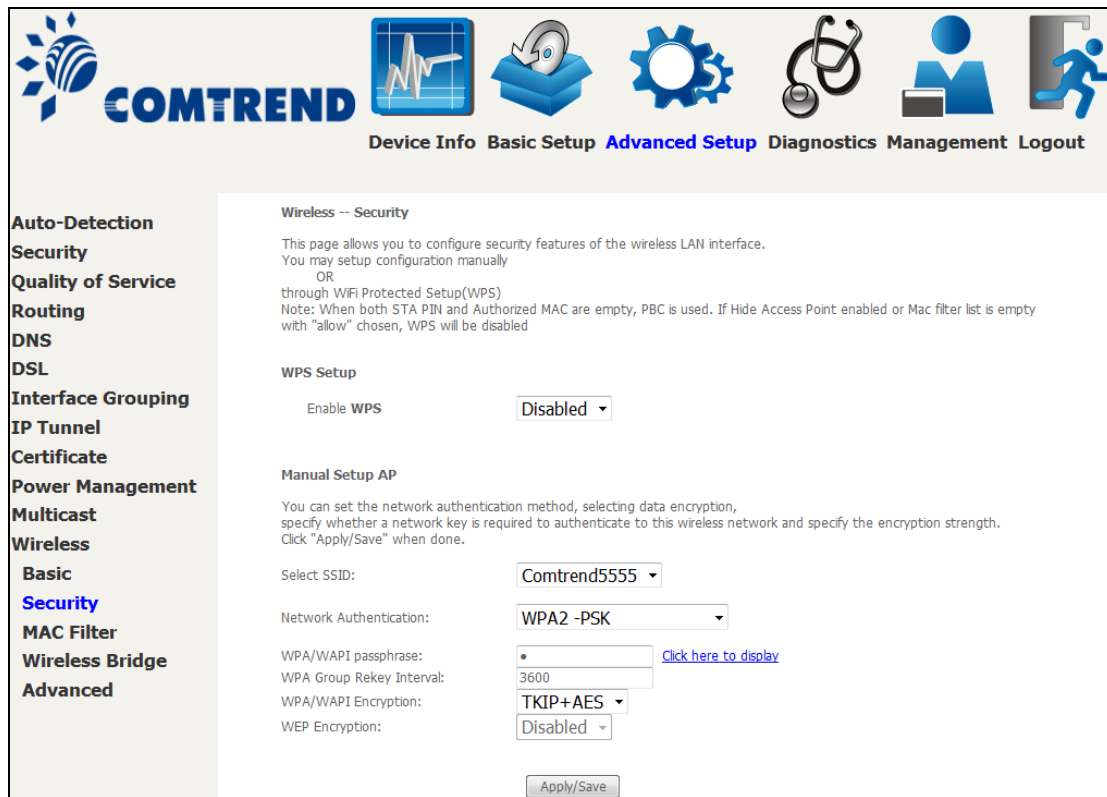 COMTREND
Device Info Basic Setup Advanced Setup Diagnostics Management Logout
Auto-Detection
Security
Quality of Service
Routing
DNS
DSL
Interface Grouping
IP Tunnel
Certificate
Power Management
Multicast
Wireless
Basic
Security
MAC Filter
Wireless Bridge
Advanced
Wireless -- Security
This page allows you to configure security features of the wireless LAN interface.
You may setup configuration manually
OR
through WiFi Protected Setup(WPS)
Note: When both STA PIN and Authorized MAC are empty, PBC is used. If Hide Access Point enabled or Mac filter list is empty
with "allow" chosen, WPS will be disabled
WPS Setup
Enable WPS Disabled
Manual Setup AP
You can set the network authentication method, selecting data encryption,
specify whether a network key is required to authenticate to this wireless network and specify the encryption strength.
Click "Apply/Save" when done.
Select SSID: Comtrend5555
Network Authentication: WPA2 -PSK
WPA/WAPI passphrase: • Click here to display
WPA Group Rekey Interval: 3600
WPA/WAPI Encryption: TKIP+AES
WEP Encryption: Disabled
Apply/Save